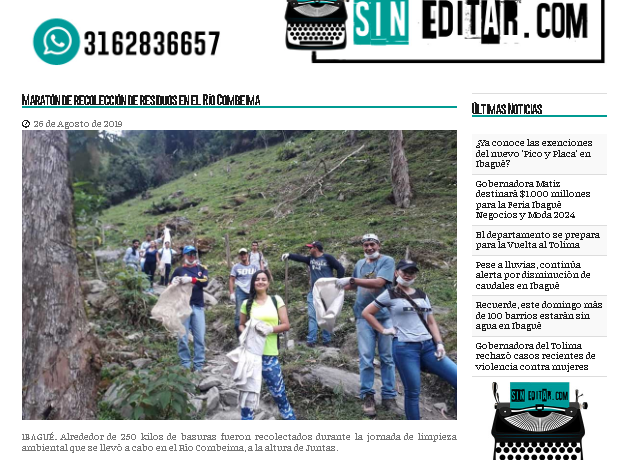 3162836657
SIN EDITAR.COM
Maratón de recolección de residuos en el Río Combeima
26 de Agosto de 2019
IBAGUÉ. Alrededor de 250 kilos de basuras fueron recolectados durante la jornada de limpieza
ambiental que se llevó a cabo en el Río Combeima, a la altura de Juntas.
Últimas Noticias
¿Ya conoce las exenciones
del nuevo 'Pico y Placa' en
Ibagué?
Gobernadora Matiz
destinará $1.000 millones
para la Feria Ibagué
Negocios y Moda 2024
El departamento se prepara
para la Vuelta al Tolima
Pese a lluvias, continúa
alerta por disminución de
caudales en Ibagué
Recuerde, este domingo más
de 100 barrios estarán sin
agua en Ibagué
Gobernadora del Tolima
rechazó casos recientes de
violencia contra mujeres
SIN EDITAR.COM